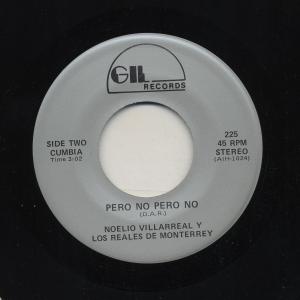 GIL
RECORDS
SIDE TWO
CUMBIA
Time 3:02
225
45 RPM
STEREO
(AIH-1024)
PERO NO PERO NO
(D.A.R.)
NOELIO VILLARREAL Y
LOS REALES DE MONTERREY